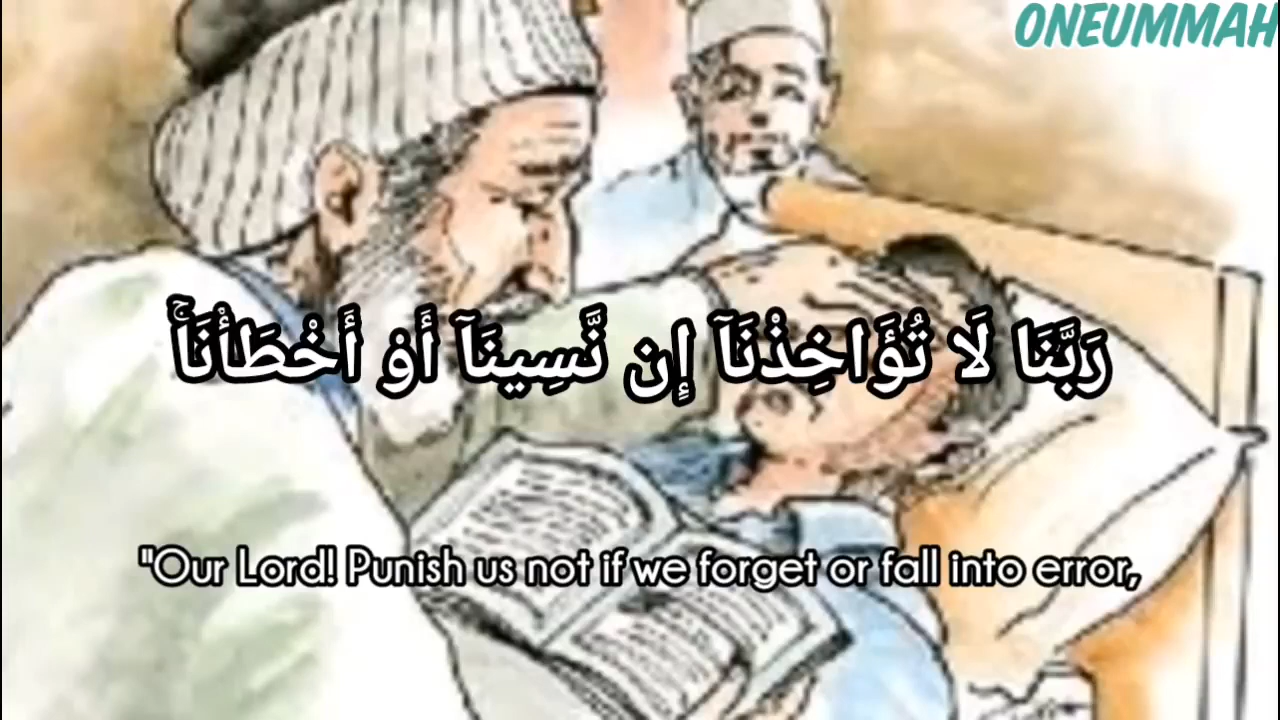 ONEUMMAH
رَبَّنَا لَا تُؤَاخِذْنَآ إِن نَّسِينَآ أَوْ أَخْطَأْنَاۚ
"Our Lord! Punish us not if we forget or fall into error,